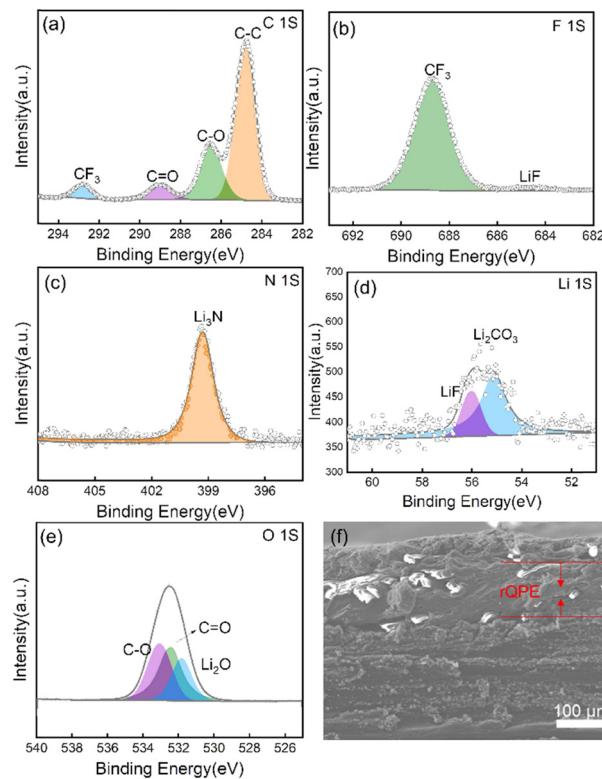 (a)
C 1S
C-C
C-O
CF₃
C=O
Intensity(a.u.)
294 292 290 288 286 284 282
Binding Energy(eV)
(b)
F 1S
CF₃
LiF
Intensity(a.u.)
692 690 688 686 684 682
Binding Energy(eV)
(c)
N 1S
Li₃N
Intensity(a.u.)
408 405 402 399 396
Binding Energy(eV)
(d)
Li 1S
Li₂CO₃
LiF
Intensity(a.u.)
700
650
600
550
500
450
400
350
300
60 58 56 54 52
Binding Energy(eV)
(e)
O 1S
C=O
C-O
Li₂O
Intensity(a.u.)
540 538 536 534 532 530 528 526
Binding Energy(eV)
(f)
rQPE
100 μm